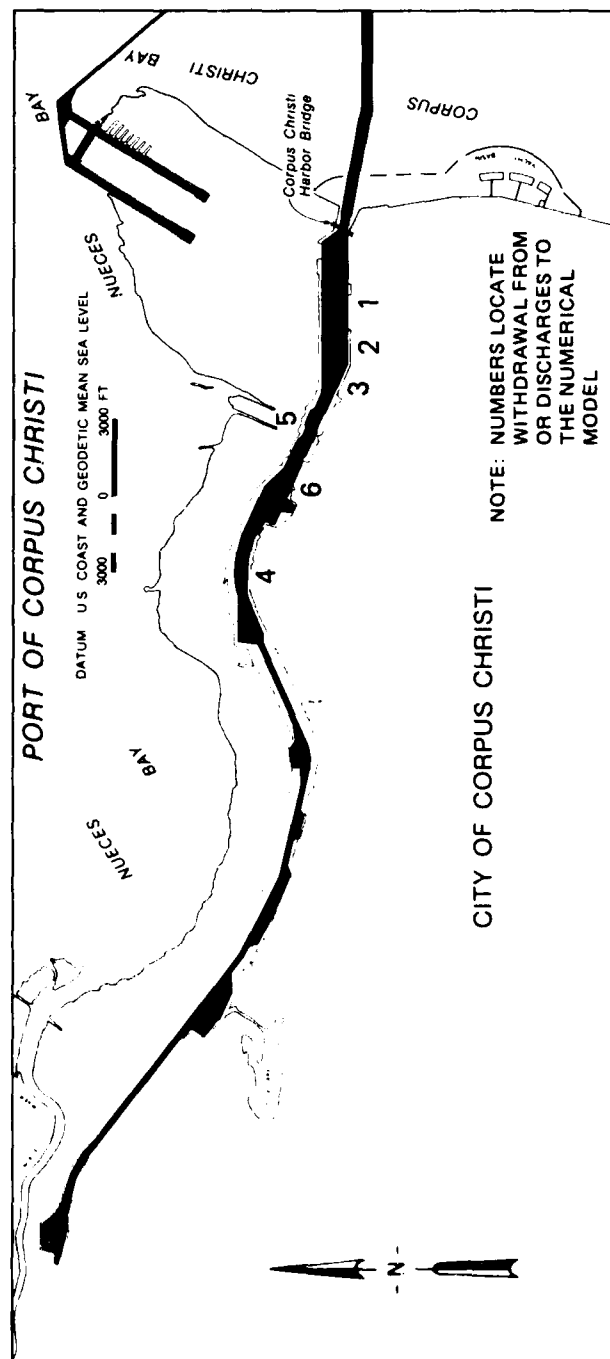 PORT OF CORPUS CHRISTI
DATUM U S COAST AND GEODETIC MEAN SEA LEVEL
3000 0 3000 FT
NUECES
BAY
NUECES
BAY
CORPUS
CHRISTI
BAY
Corpus Christi
Harbor Bridge
1
2
3
5
6
4
CITY OF CORPUS CHRISTI
NOTE: NUMBERS LOCATE
WITHDRAWAL FROM
OR DISCHARGES TO
THE NUMERICAL
MODEL
-N-